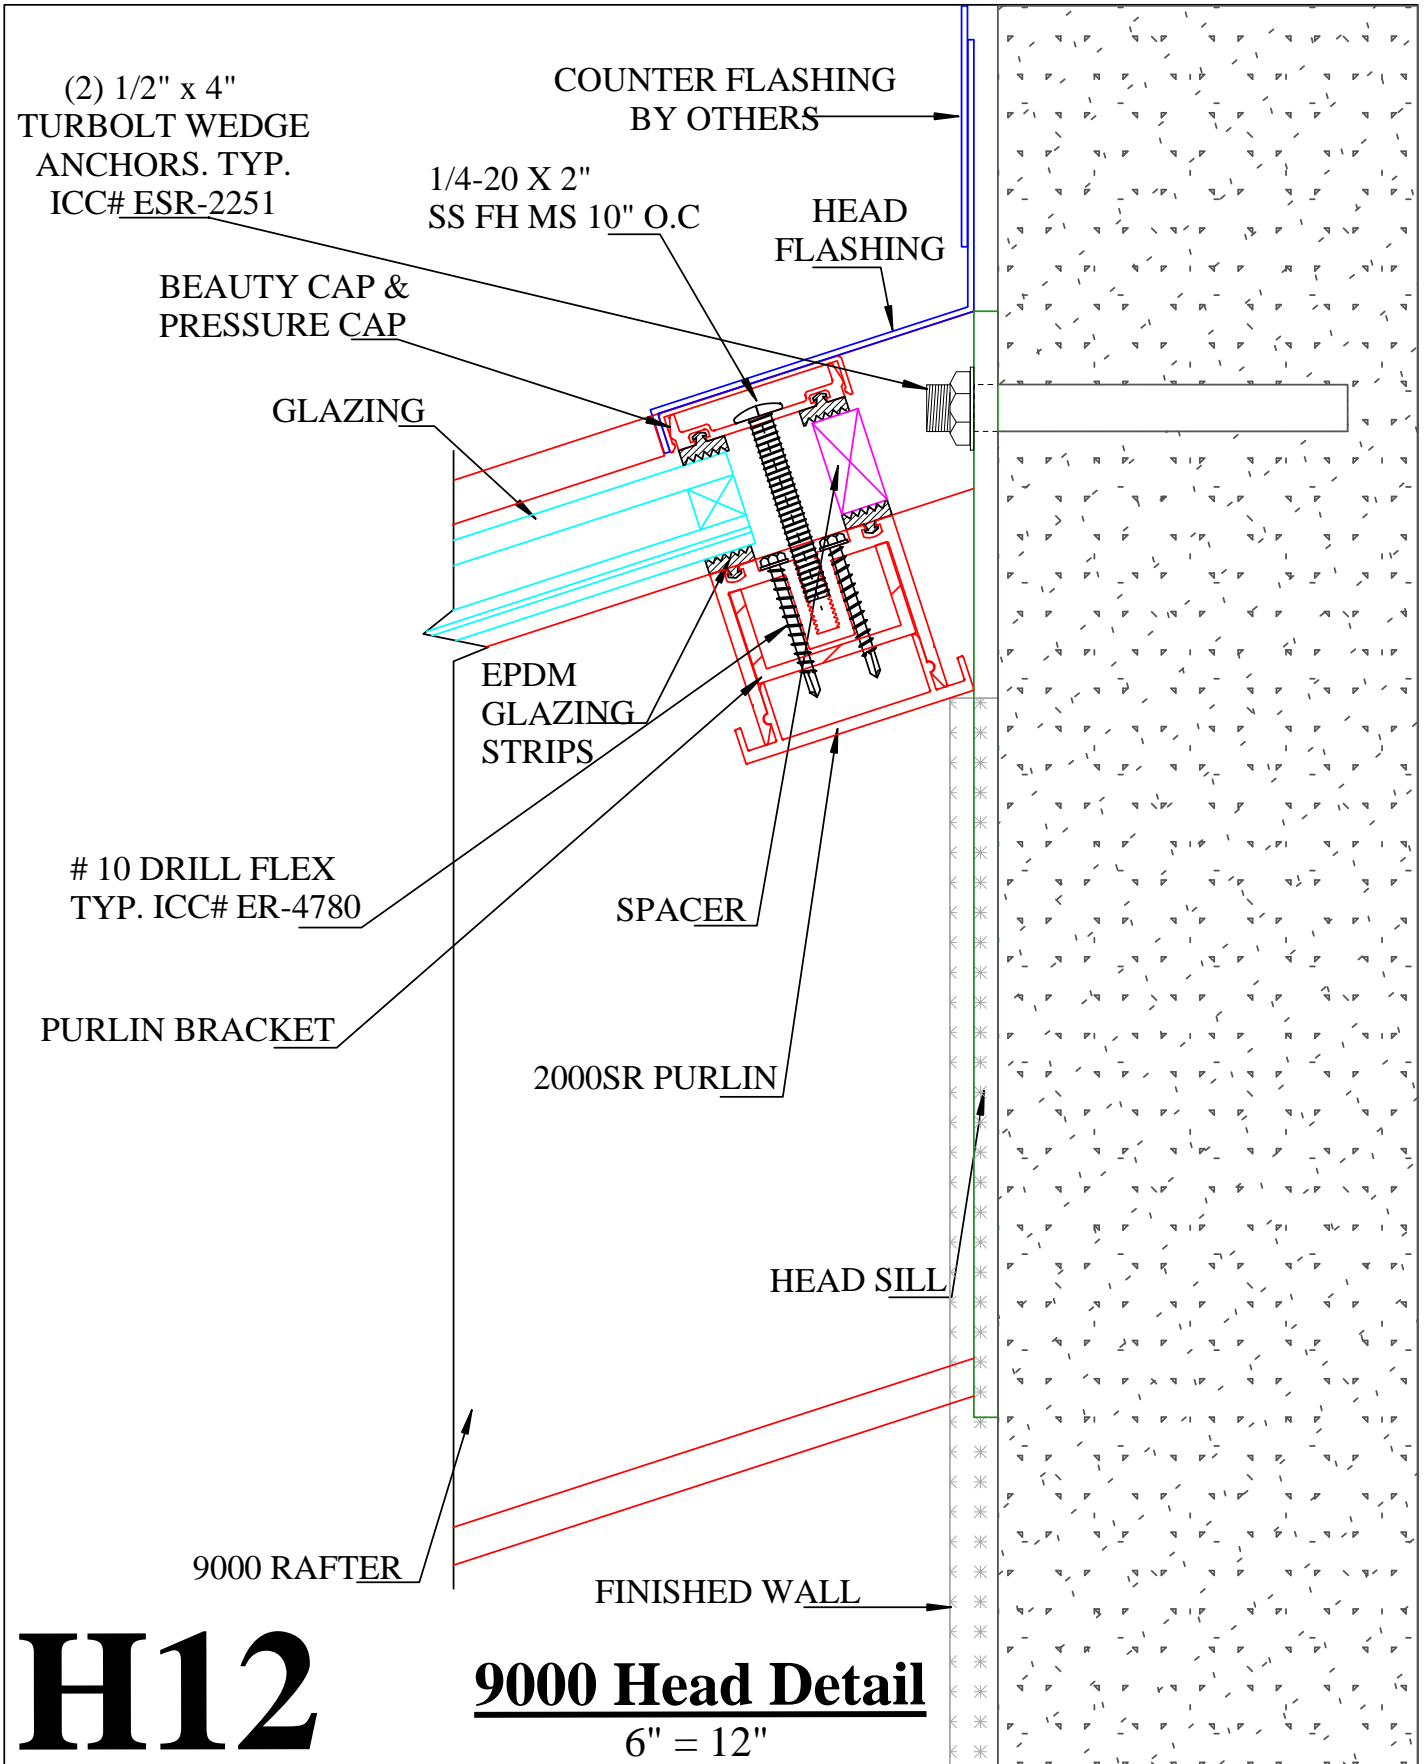 (2) 1/2" x 4"
TURBOLT WEDGE
ANCHORS. TYP.
ICC# ESR-2251
COUNTER FLASHING
BY OTHERS
1/4-20 X 2"
SS FH MS 10" O.C
HEAD
FLASHING
BEAUTY CAP &
PRESSURE CAP
GLAZING
EPDM
GLAZING
STRIPS
# 10 DRILL FLEX
TYP. ICC# ER-4780
SPACER
PURLIN BRACKET
2000SR PURLIN
HEAD SILL
9000 RAFTER
FINISHED WALL
H12
9000 Head Detail
6" = 12"